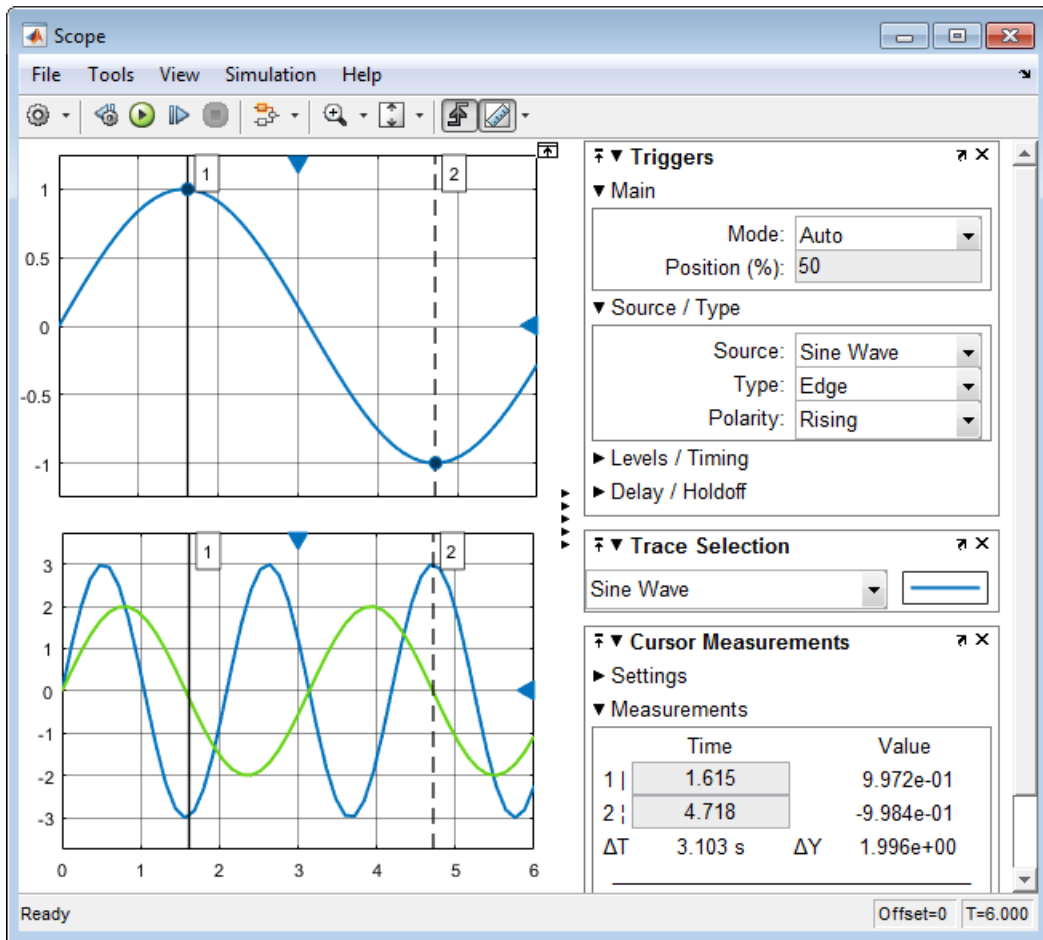 Scope
File Tools View Simulation Help
1 2
1
0.5
0
-0.5
-1
1 2
3
2
1
0
-1
-2
-3
0 1 2 3 4 5 6
Triggers
Main
Mode: Auto
Position (%): 50
Source / Type
Source: Sine Wave
Type: Edge
Polarity: Rising
Levels / Timing
Delay / Holdoff
Trace Selection
Sine Wave
Cursor Measurements
Settings
Measurements
Time Value
1 | 1.615 9.972e-01
2 ¦ 4.718 -9.984e-01
ΔT 3.103 s ΔY 1.996e+00
Ready Offset=0 T=6.000